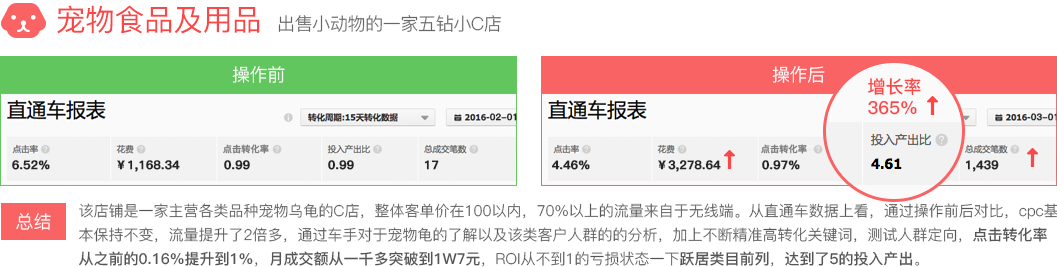 宠物食品及用品 出售小动物的一家五钻小C店
操作前
直通车报表
转化周期:15天转化数据 2016-02-01
点击率 花费 点击转化率 投入产出比 总成交笔数
6.52% ¥1,168.34 0.99 0.99 17
操作后
直通车报表
2016-03-01
增长率
365%
点击率 花费 点击转化率 投入产出比 总成交笔数
4.46% ¥3,278.64 0.97% 4.61 1,439
总结
该店铺是一家主营各类品种宠物乌龟的C店，整体客单价在100以内，70%以上的流量来自于无线端。从直通车数据上看，通过操作前后对比，cpc基
本保持不变，流量提升了2倍多，通过车手对于宠物龟的了解以及该类客户人群的的分析，加上不断精准高转化关键词，测试人群定向，点击转化率
从之前的0.16%提升到1%，月成交额从一千多突破到1W7元，ROI从不到1的亏损状态一下跃居类目前列，达到了5的投入产出。